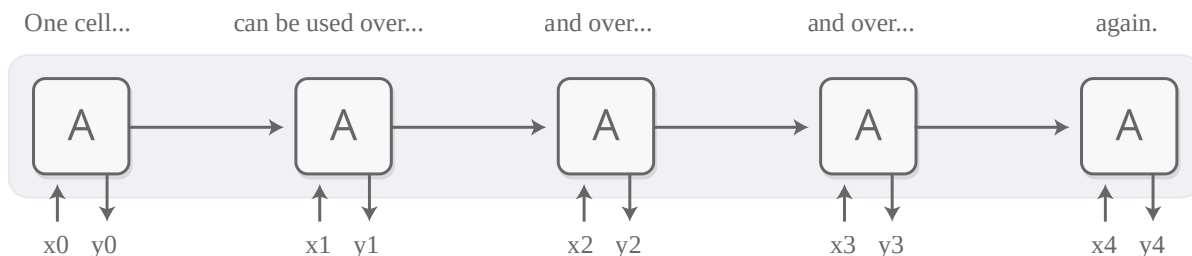 One cell... can be used over... and over... and over... again.
A A A A A
x0 y0 x1 y1 x2 y2 x3 y3 x4 y4